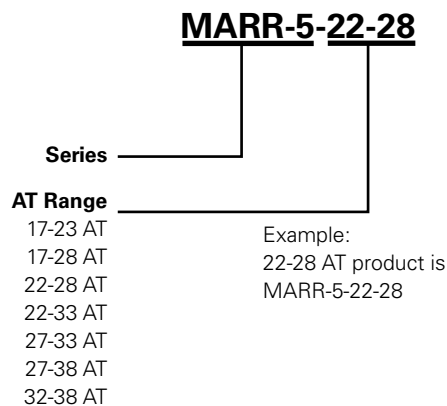 MARR-5-22-28
Series
AT Range
17-23 AT
17-28 AT
22-28 AT
22-33 AT
27-33 AT
27-38 AT
32-38 AT
Example:
22-28 AT product is
MARR-5-22-28